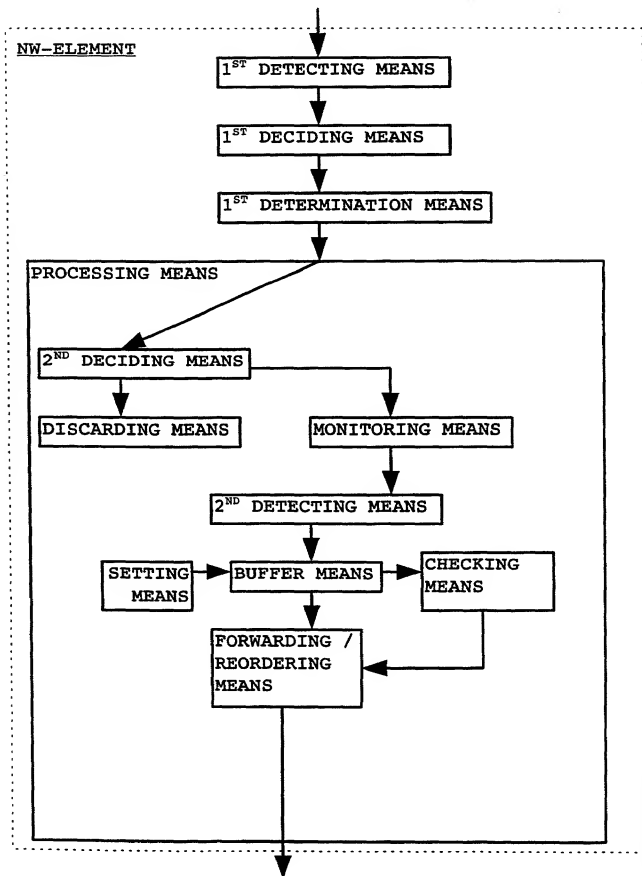 NW-ELEMENT
1ST DETECTING MEANS
1ST DECIDING MEANS
1ST DETERMINATION MEANS
PROCESSING MEANS
2ND DECIDING MEANS
DISCARDING MEANS
MONITORING MEANS
2ND DETECTING MEANS
SETTING
MEANS
BUFFER MEANS
CHECKING
MEANS
FORWARDING /
REORDERING
MEANS